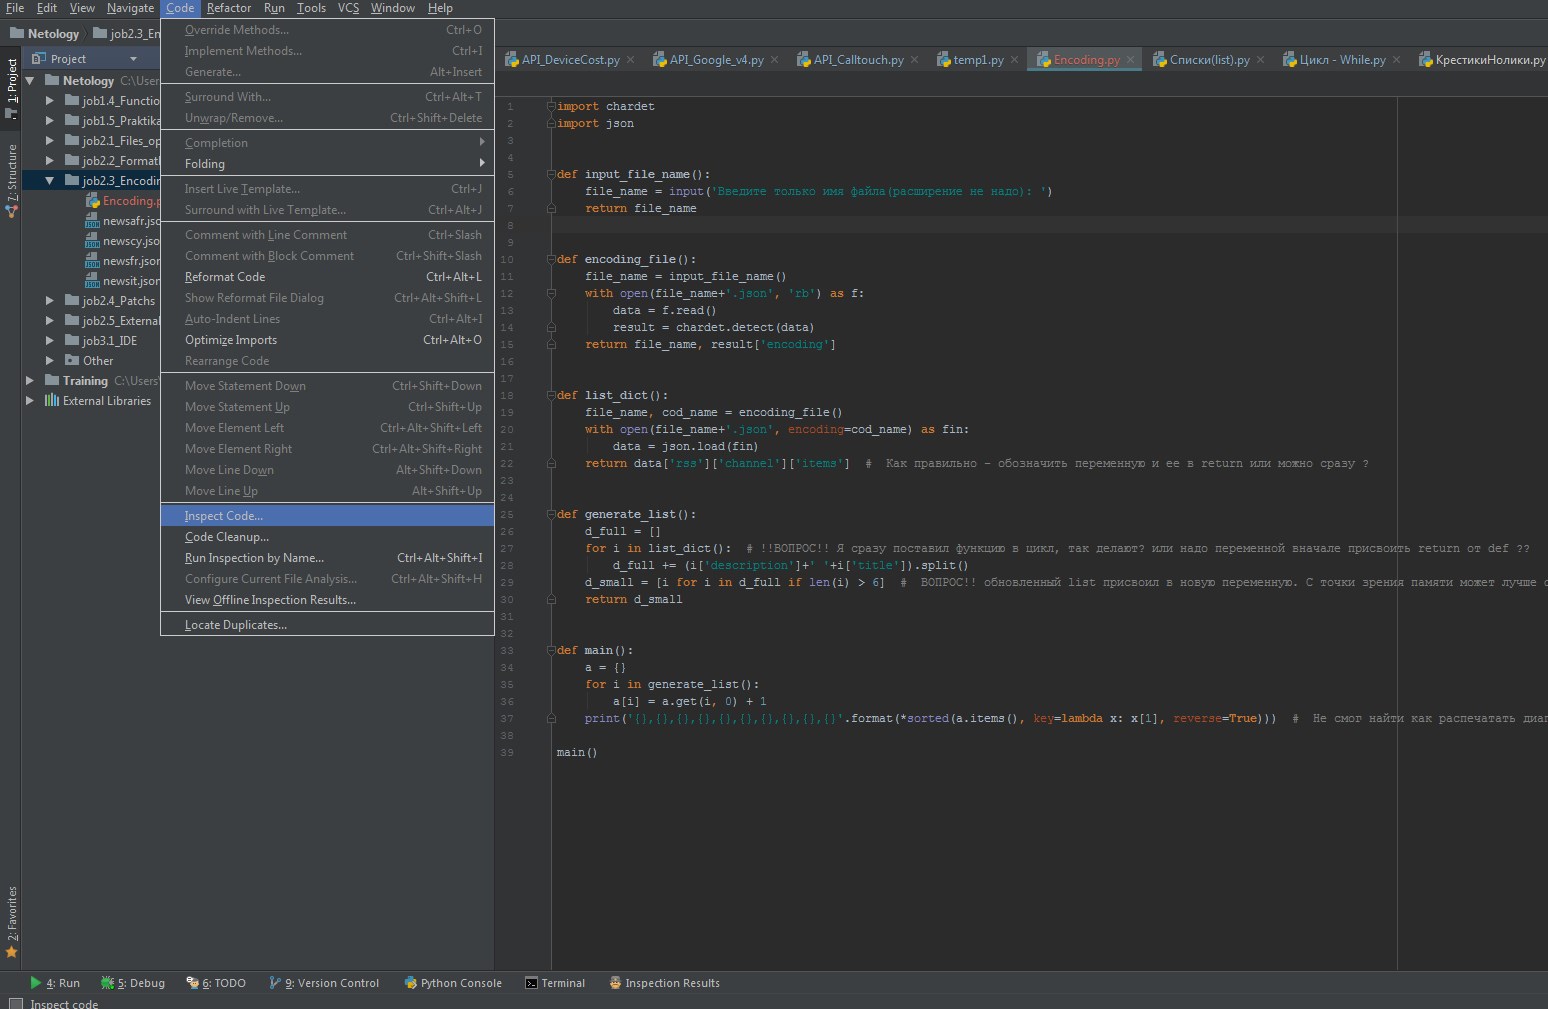 File Edit View Navigate Code Refactor Run Tools VCS Window Help
Netology job2.3_En
Project
API_DeviceCost.py API_Google_v4.py API_Calltouch.py temp1.py Encoding.py Списки(list).py Цикл - While.py КрестикиНолики.py
1: Project
7: Structure
2: Favorites
Netology C:\User
job1.4_Functio
job1.5_Praktika
job2.1_Files_op
job2.2_Formatl
job2.3_Encodin
Encoding.p
newsafr.jso
newscy.jso
newsfr.json
newsit.json
job2.4_Patchs
job2.5_External
job3.1_IDE
Other
Training C:\Users\
External Libraries
Override Methods... Ctrl+O
Implement Methods... Ctrl+I
Generate... Alt+Insert
Surround With... Ctrl+Alt+T
Unwrap/Remove... Ctrl+Shift+Delete
Completion
Folding
Insert Live Template... Ctrl+J
Surround with Live Template... Ctrl+Alt+J
Comment with Line Comment Ctrl+Slash
Comment with Block Comment Ctrl+Shift+Slash
Reformat Code Ctrl+Alt+L
Show Reformat File Dialog Ctrl+Alt+Shift+L
Auto-Indent Lines Ctrl+Alt+I
Optimize Imports Ctrl+Alt+O
Rearrange Code
Move Statement Down Ctrl+Shift+Down
Move Statement Up Ctrl+Shift+Up
Move Element Left Ctrl+Alt+Shift+Left
Move Element Right Ctrl+Alt+Shift+Right
Move Line Down Alt+Shift+Down
Move Line Up Alt+Shift+Up
Inspect Code...
Code Cleanup...
Run Inspection by Name... Ctrl+Alt+Shift+I
Configure Current File Analysis... Ctrl+Alt+Shift+H
View Offline Inspection Results...
Locate Duplicates...
1 import chardet
2 import json
3
4
5 def input_file_name():
6 file_name = input('Введите только имя файла(расширение не надо): ')
7 return file_name
8
9
10 def encoding_file():
11 file_name = input_file_name()
12 with open(file_name+'.json', 'rb') as f:
13 data = f.read()
14 result = chardet.detect(data)
15 return file_name, result['encoding']
16
17
18 def list_dict():
19 file_name, cod_name = encoding_file()
20 with open(file_name+'.json', encoding=cod_name) as fin:
21 data = json.load(fin)
22 return data['rss']['channel']['items'] # Как правильно - обозначить переменную и ее в return или можно сразу ?
23
24
25 def generate_list():
26 d_full = []
27 for i in list_dict(): # !!ВОПРОС!! Я сразу поставил функцию в цикл, так делают? или надо переменной вначале присвоить return от def ??
28 d_full += (i['description']+' '+i['title']).split()
29 d_small = [i for i in d_full if len(i) > 6] # ВОПРОС!! обновленный list присвоил в новую переменную. С точки зрения памяти может лучше
30 return d_small
31
32
33 def main():
34 a = {}
35 for i in generate_list():
36 a[i] = a.get(i, 0) + 1
37 print('{},{},{},{},{},{},{},{},{},{}'.format(*sorted(a.items(), key=lambda x: x[1], reverse=True))) # Не смог найти как распечатать диап
38
39 main()
4: Run 5: Debug 6: TODO 9: Version Control Python Console Terminal Inspection Results
Inspect code